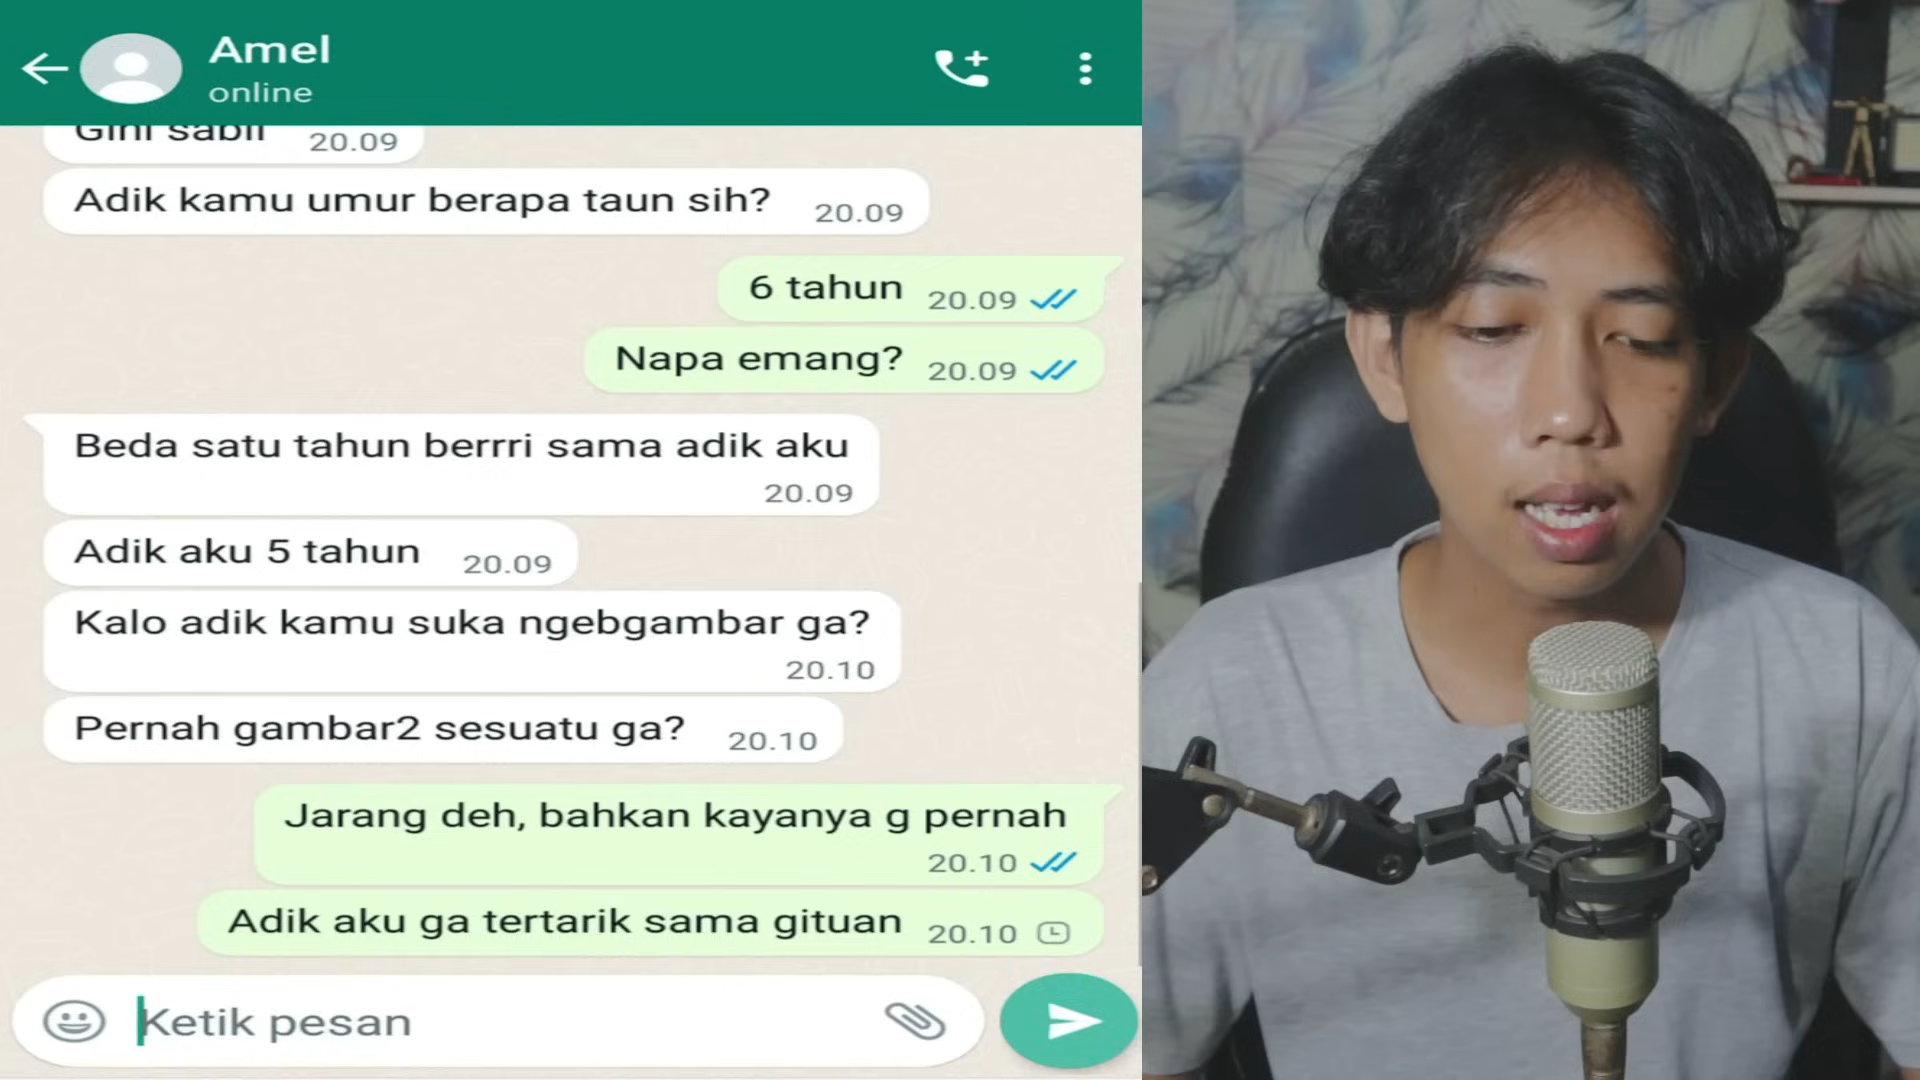 Amel
online
Gini sabil 20.09
Adik kamu umur berapa taun sih? 20.09
6 tahun 20.09
Napa emang? 20.09
Beda satu tahun berrri sama adik aku
20.09
Adik aku 5 tahun 20.09
Kalo adik kamu suka ngebgambar ga?
20.10
Pernah gambar2 sesuatu ga? 20.10
Jarang deh, bahkan kayanya g pernah
20.10
Adik aku ga tertarik sama gituan 20.10
Ketik pesan